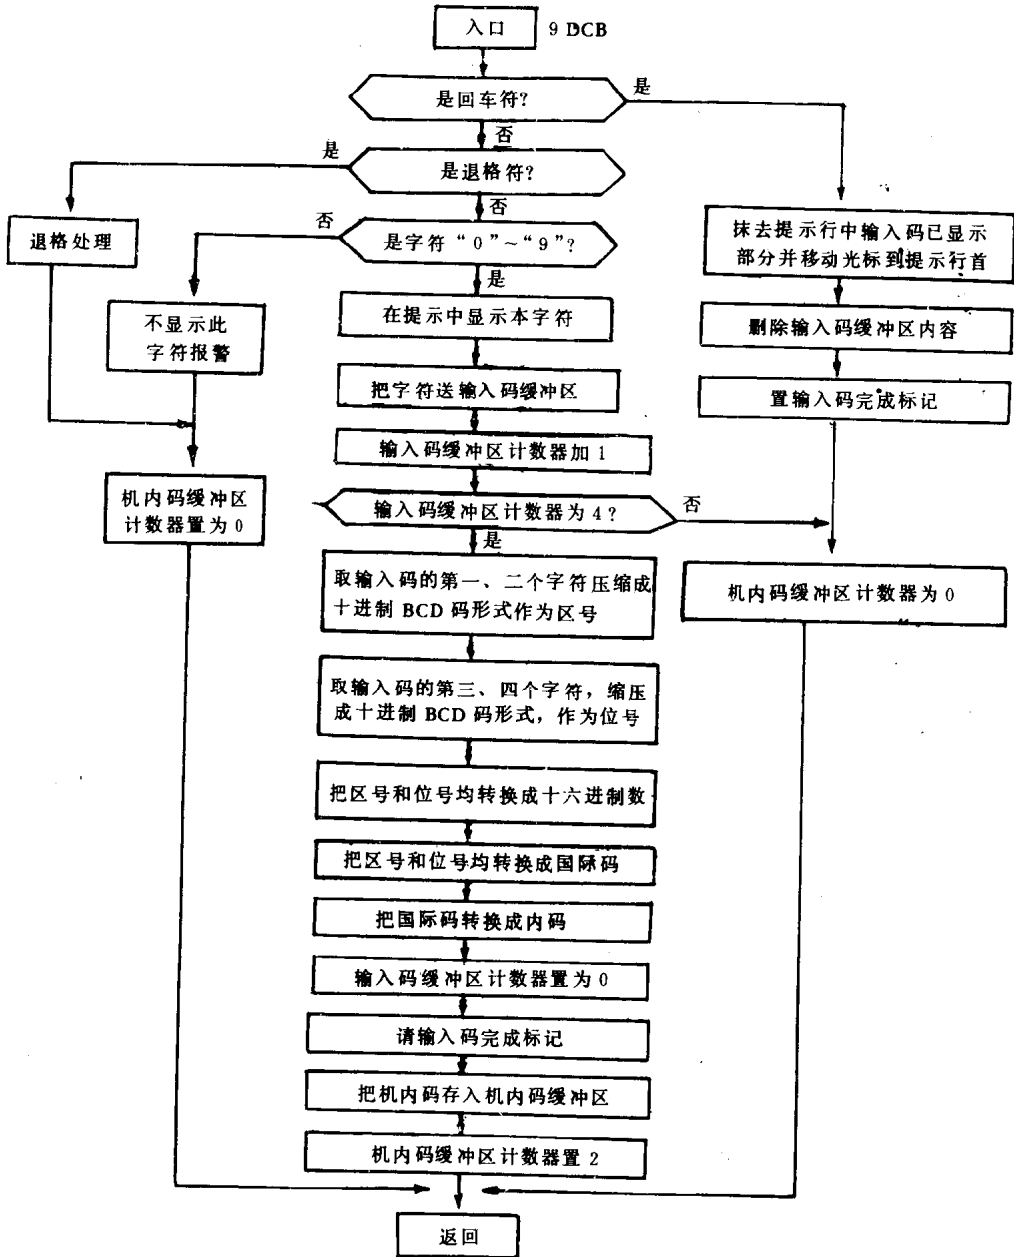 入口 9DCB
是回车符?
是
否
是
是退格符?
否
否
是字符“0”~“9”?
是
退格处理
不显示此
字符报警
在提示中显示本字符
把字符送输入码缓冲区
输入码缓冲区计数器加1
输入码缓冲区计数器为4?
否
是
抹去提示行中输入码已显示
部分并移动光标到提示行首
删除输入码缓冲区内容
置输入码完成标记
机内码缓冲区
计数器置为0
机内码缓冲区计数器为0
取输入码的第一、二个字符压缩成
十进制BCD码形式作为区号
取输入码的第三、四个字符,缩压
成十进制BCD码形式,作为位号
把区号和位号均转换成十六进制数
把区号和位号均转换成国际码
把国际码转换成内码
输入码缓冲区计数器置为0
请输入码完成标记
把机内码存入机内码缓冲区
机内码缓冲区计数器置2
返回